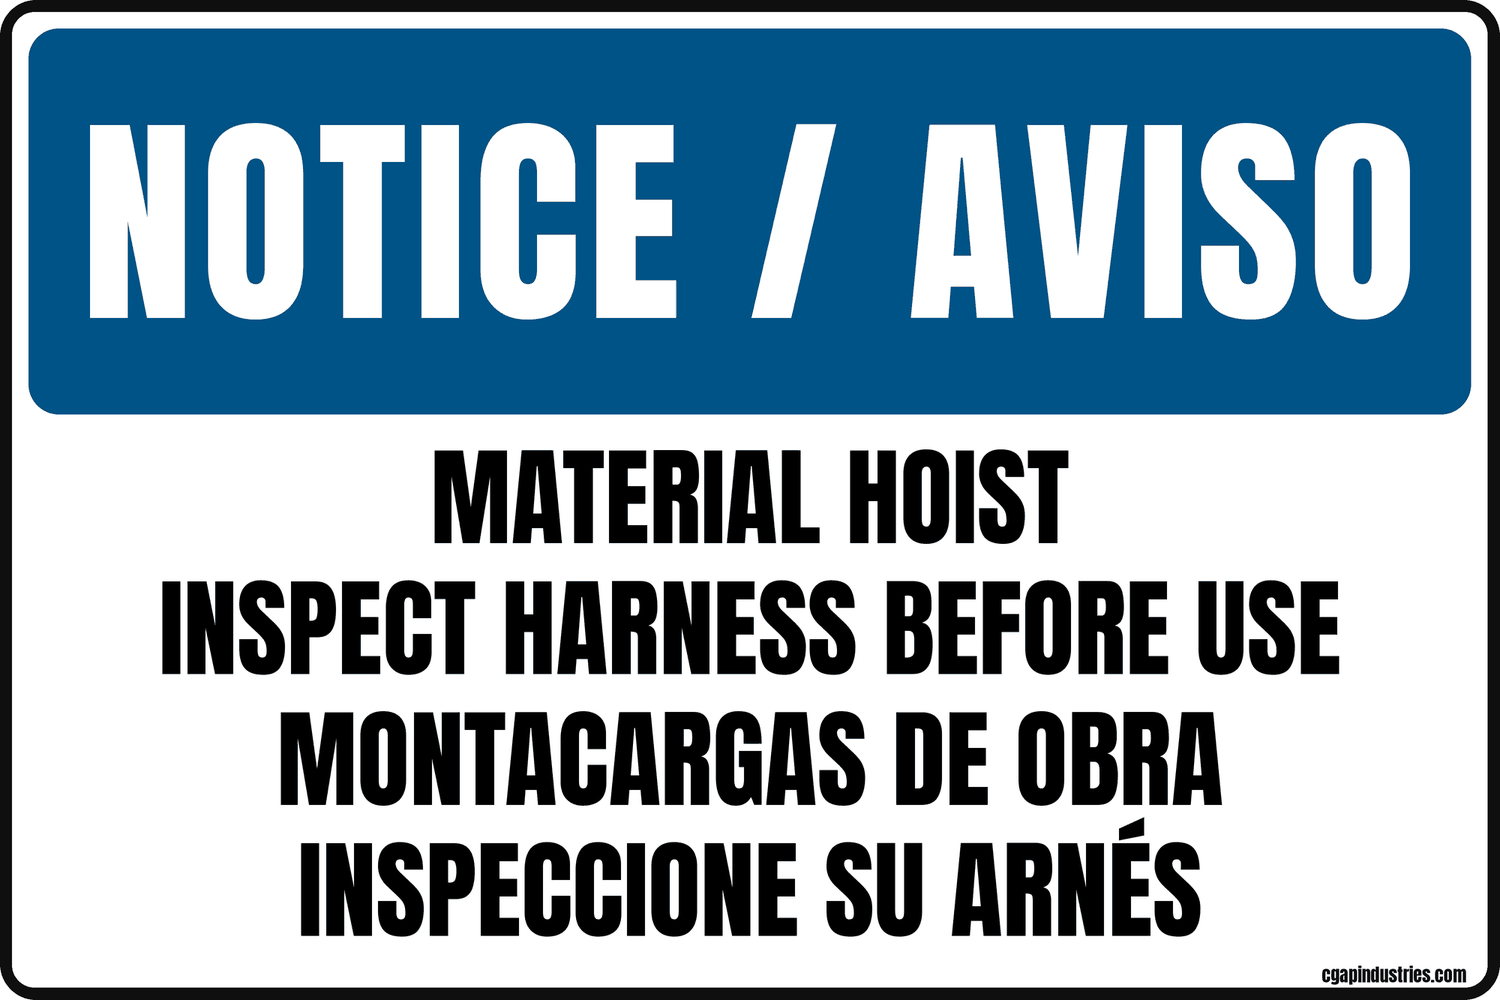 NOTICE / AVISO
MATERIAL HOIST
INSPECT HARNESS BEFORE USE
MONTACARGAS DE OBRA
INSPECCIONE SU ARNÉS
cgapindustries.com